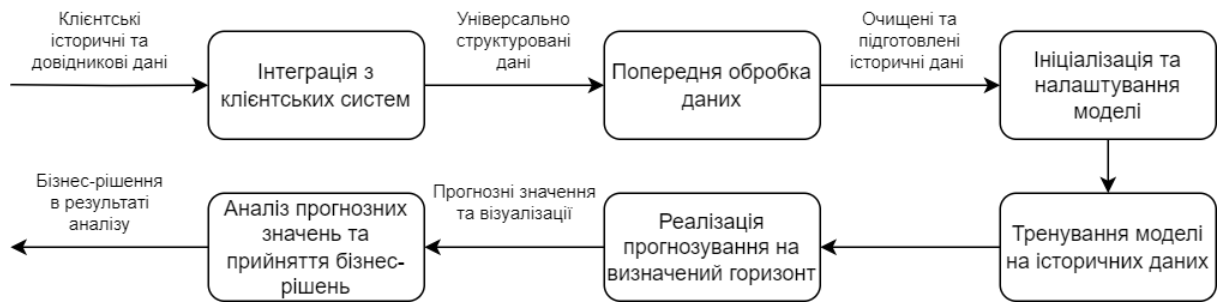 Клієнтські
історичні та
довідникові дані
Інтеграція з
клієнтських систем
Універсально
структуровані
дані
Попередня обробка
даних
Очищені та
підготовлені
історичні дані
Ініціалізація та
налаштування
моделі
Бізнес-рішення
в результаті
аналізу
Аналіз прогнозних
значень та
прийняття бізнес-
рішень
Прогнозні значення
та візуалізації
Реалізація
прогнозування на
визначений горизонт
Тренування моделі
на історичних даних